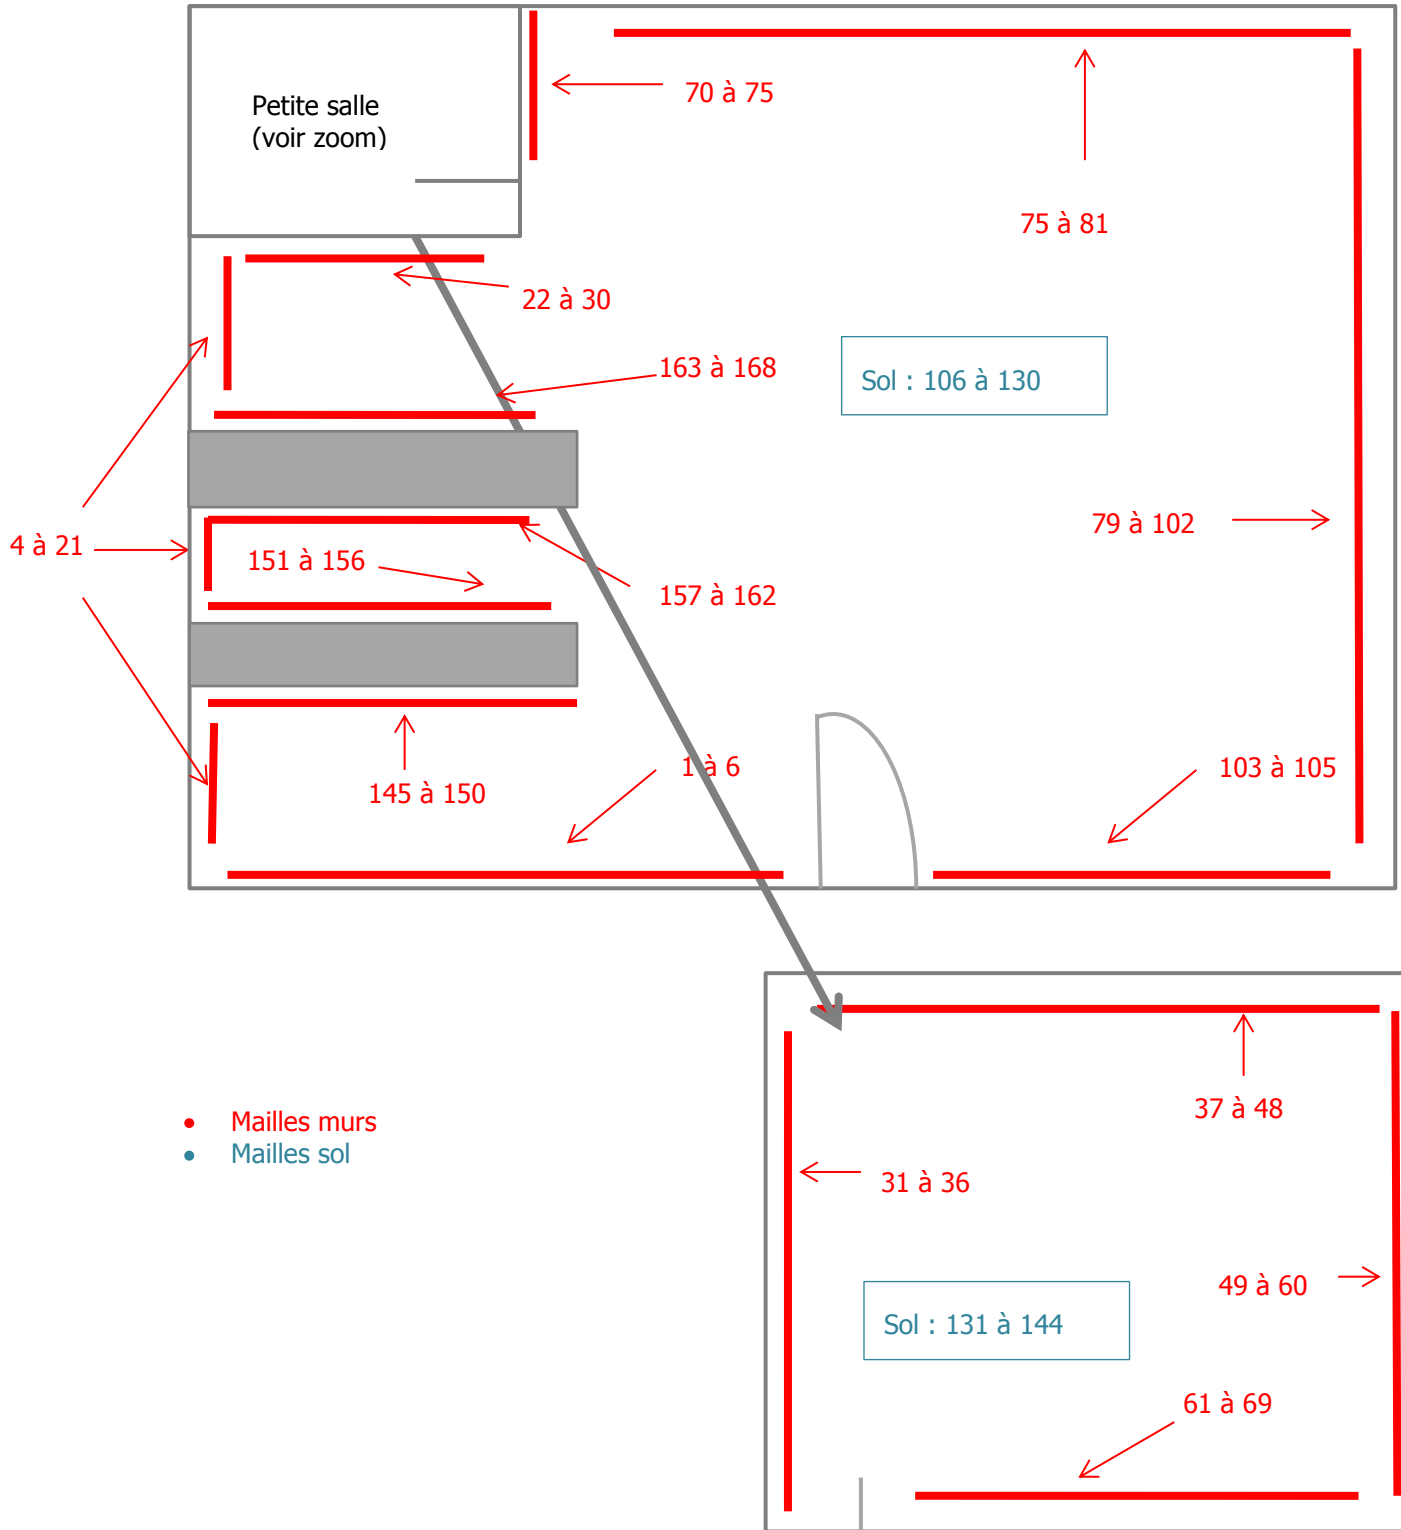 70 à 75
Petite salle
(voir zoom)
75 à 81
22 à 30
163 à 168
Sol : 106 à 130
79 à 102
4 à 21
151 à 156
157 à 162
1 à 6
103 à 105
145 à 150
37 à 48
Mailles murs
Mailles sol
31 à 36
49 à 60
Sol : 131 à 144
61 à 69